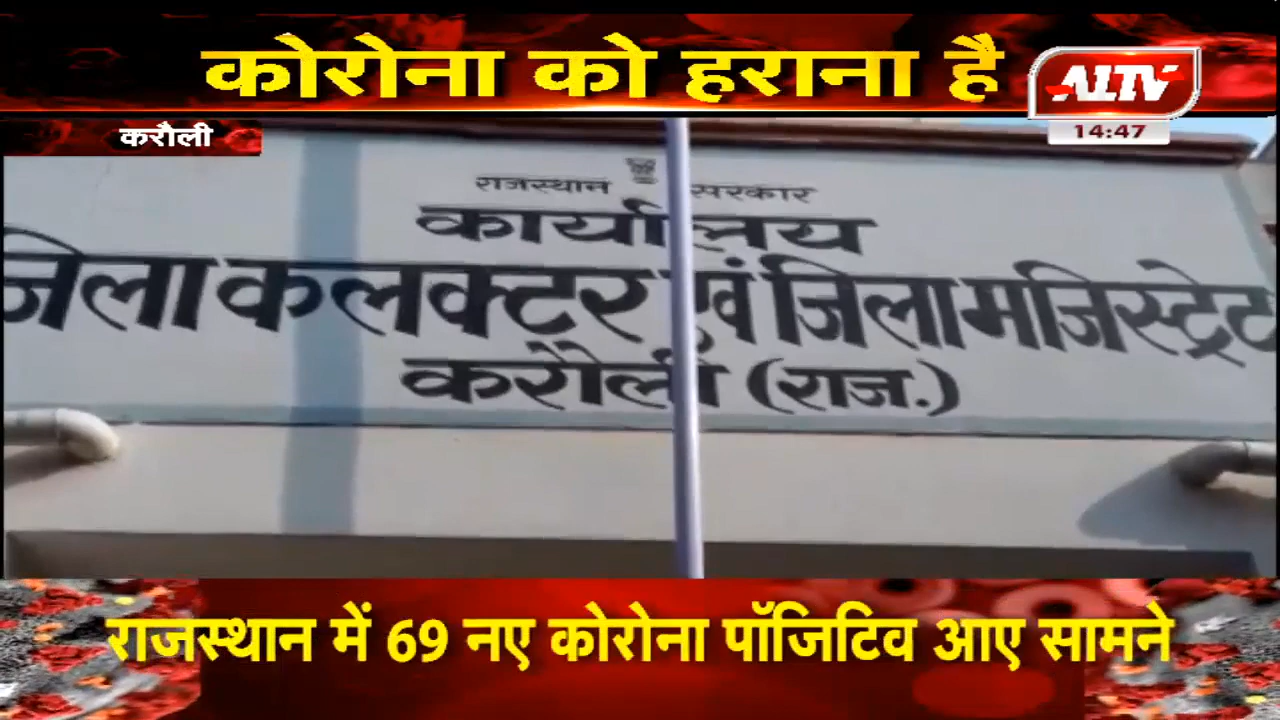 कोरोना को हराना है
ALTV
14:47
करौली
राजस्थान सरकार
कार्यालय
जिला कलक्टर एवं जिला मजिस्ट्रेट
करौली (राज.)
राजस्थान में 69 नए कोरोना पॉजिटिव आए सामने